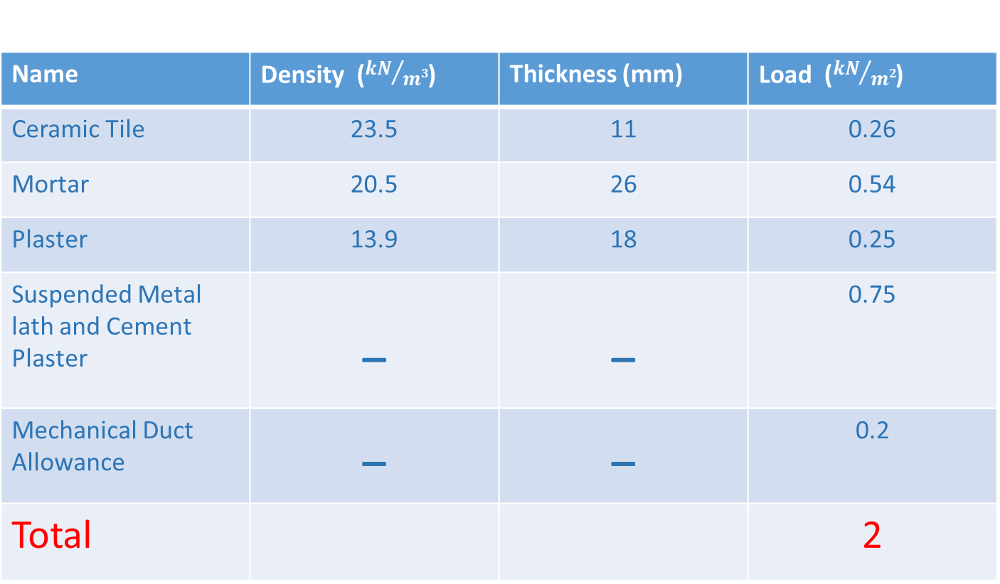 Name Density (kN/m³) Thickness (mm) Load (kN/m²)
Ceramic Tile 23.5 11 0.26
Mortar 20.5 26 0.54
Plaster 13.9 18 0.25
Suspended Metal 0.75
lath and Cement
Plaster – –
Mechanical Duct 0.2
Allowance – –
Total 2